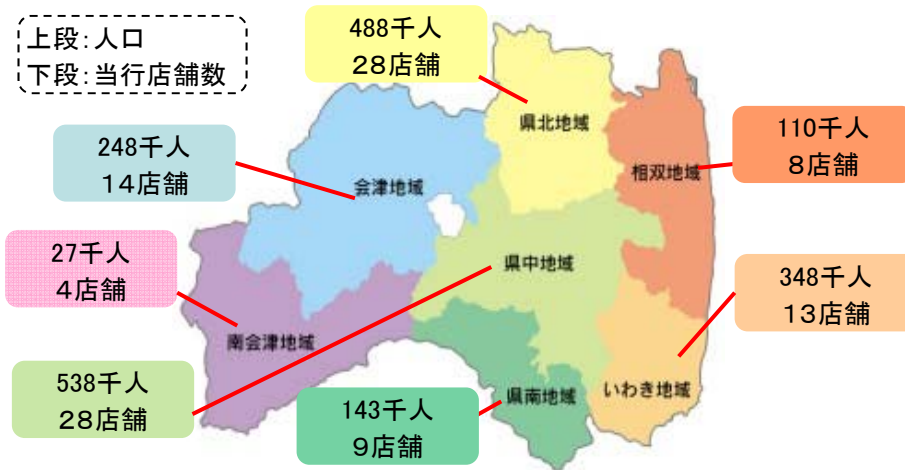 上段：人口
下段：当行店舗数
488千人
28店舗
県北地域
110千人
8店舗
相双地域
248千人
14店舗
会津地域
27千人
4店舗
南会津地域
県中地域
348千人
13店舗
いわき地域
538千人
28店舗
143千人
9店舗
県南地域